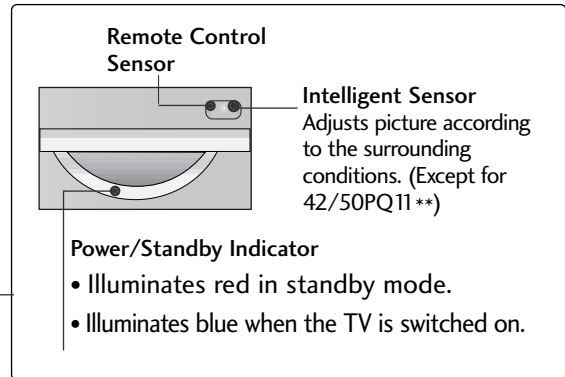 Remote Control
Sensor
Intelligent Sensor
Adjusts picture according
to the surrounding
conditions. (Except for
42/50PQ11**)
Power/Standby Indicator
• Illuminates red in standby mode.
• Illuminates blue when the TV is switched on.